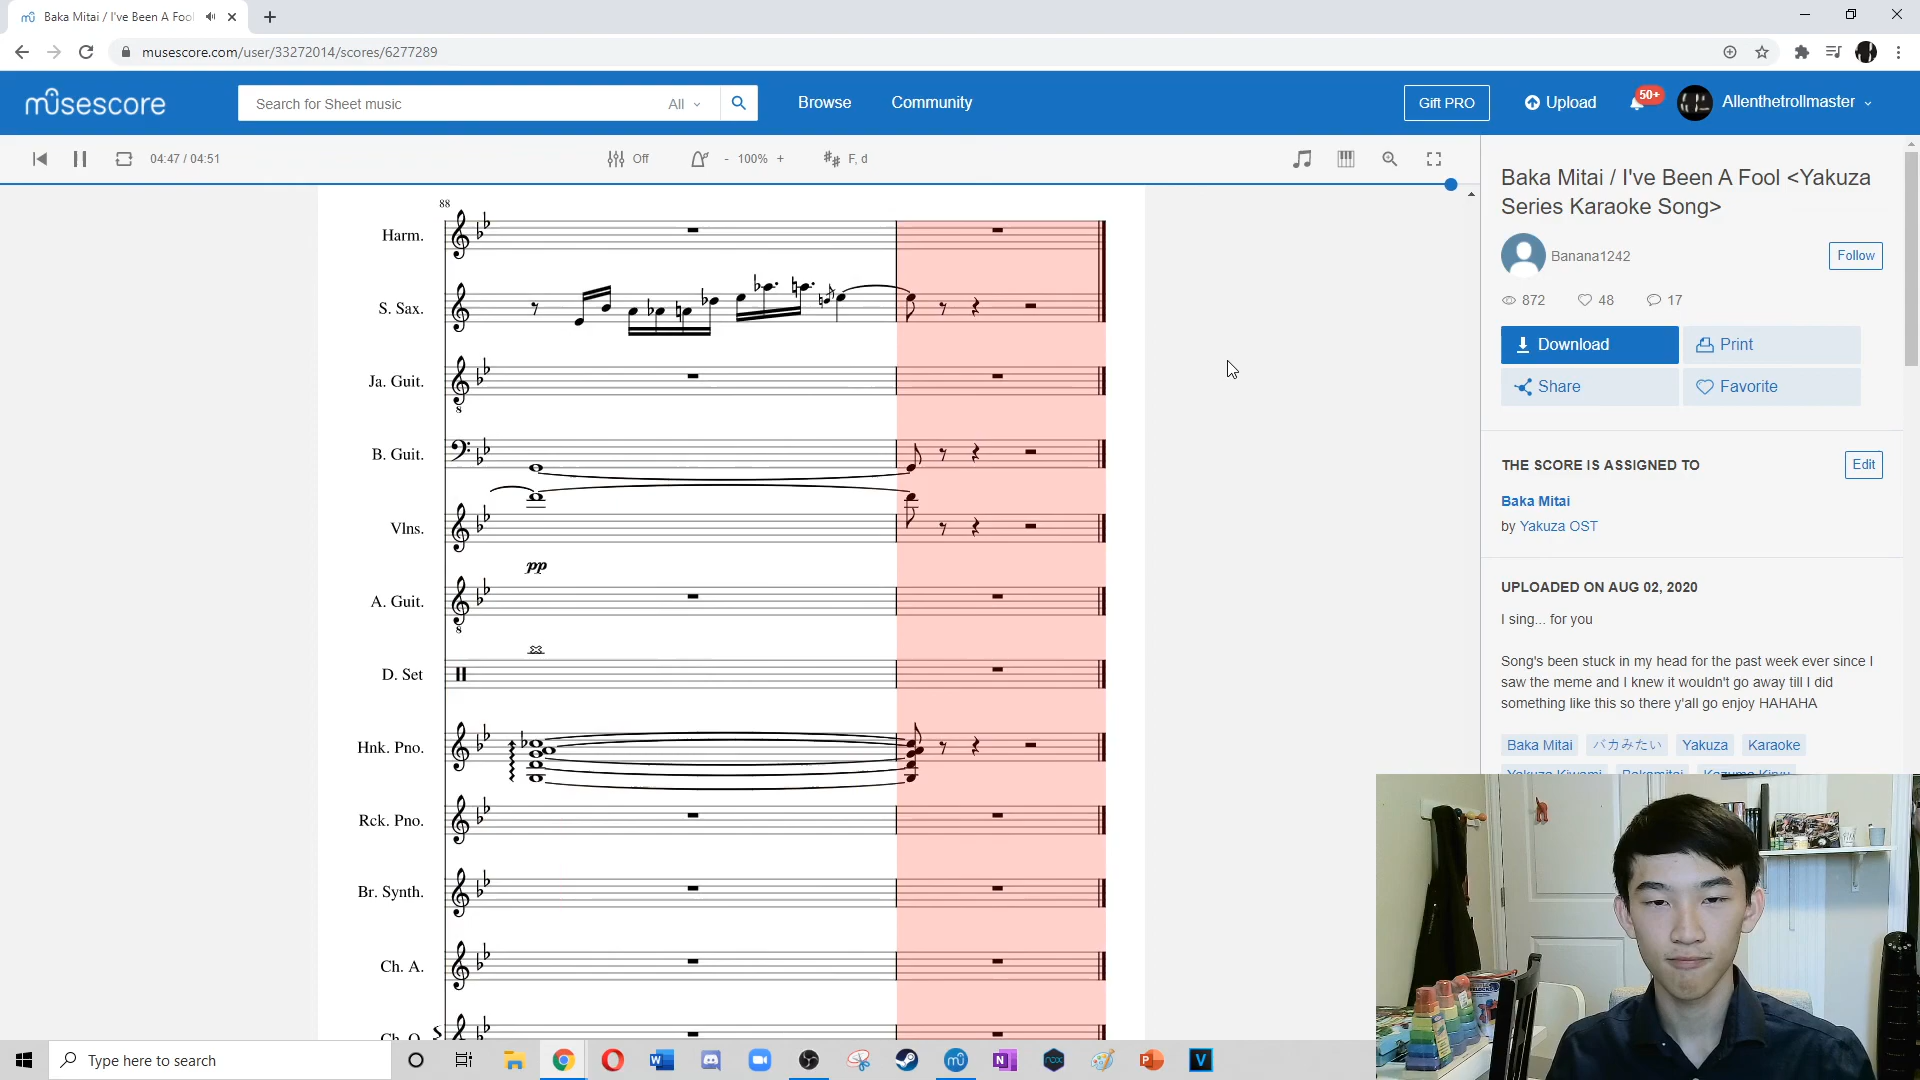 Baka Mitai / I've Been A Fool
musescore.com/user/33272014/scores/6277289
musescore
Search for Sheet music
All
Browse
Community
Gift PRO
Upload
50+
Allenthetrollmaster
04:47 / 04:51
Off
- 100% +
F, d
Baka Mitai / I've Been A Fool <Yakuza
Series Karaoke Song>
Banana1242
Follow
872
48
17
Download
Print
Share
Favorite
THE SCORE IS ASSIGNED TO
Edit
Baka Mitai
by Yakuza OST
UPLOADED ON AUG 02, 2020
I sing... for you
Song's been stuck in my head for the past week ever since I
saw the meme and I knew it wouldn't go away till I did
something like this so there y'all go enjoy HAHAHA
Baka Mitai
バカみたい
Yakuza
Karaoke
88
Harm.
S. Sax.
Ja. Guit.
8
B. Guit.
Vlns.
pp
A. Guit.
8
D. Set
Hnk. Pno.
Rck. Pno.
Br. Synth.
Ch. A.
Type here to search